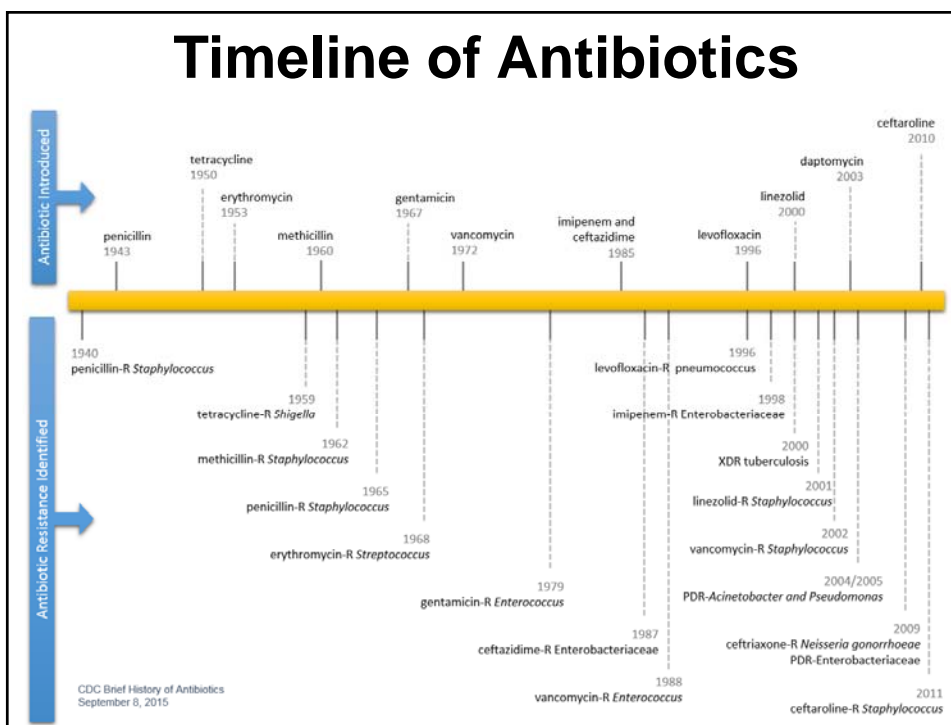 Timeline of Antibiotics
Antibiotic Introduced
penicillin
1943
tetracycline
1950
erythromycin
1953
methicillin
1960
gentamicin
1967
vancomycin
1972
imipenem and
ceftazidime
1985
levofloxacin
1996
linezolid
2000
daptomycin
2003
ceftaroline
2010
Antibiotic Resistance Identified
1940
penicillin-R Staphylococcus
1959
tetracycline-R Shigella
1962
methicillin-R Staphylococcus
1965
penicillin-R Staphylococcus
1968
erythromycin-R Streptococcus
1979
gentamicin-R Enterococcus
1987
ceftazidime-R Enterobacteriaceae
1988
vancomycin-R Enterococcus
1996
levofloxacin-R pneumococcus
1998
imipenem-R Enterobacteriaceae
2000
XDR tuberculosis
2001
linezolid-R Staphylococcus
2002
vancomycin-R Staphylococcus
2004/2005
PDR-Acinetobacter and Pseudomonas
2009
ceftriaxone-R Neisseria gonorrhoeae
PDR-Enterobacteriaceae
2011
ceftaroline-R Staphylococcus
CDC Brief History of Antibiotics
September 8, 2015